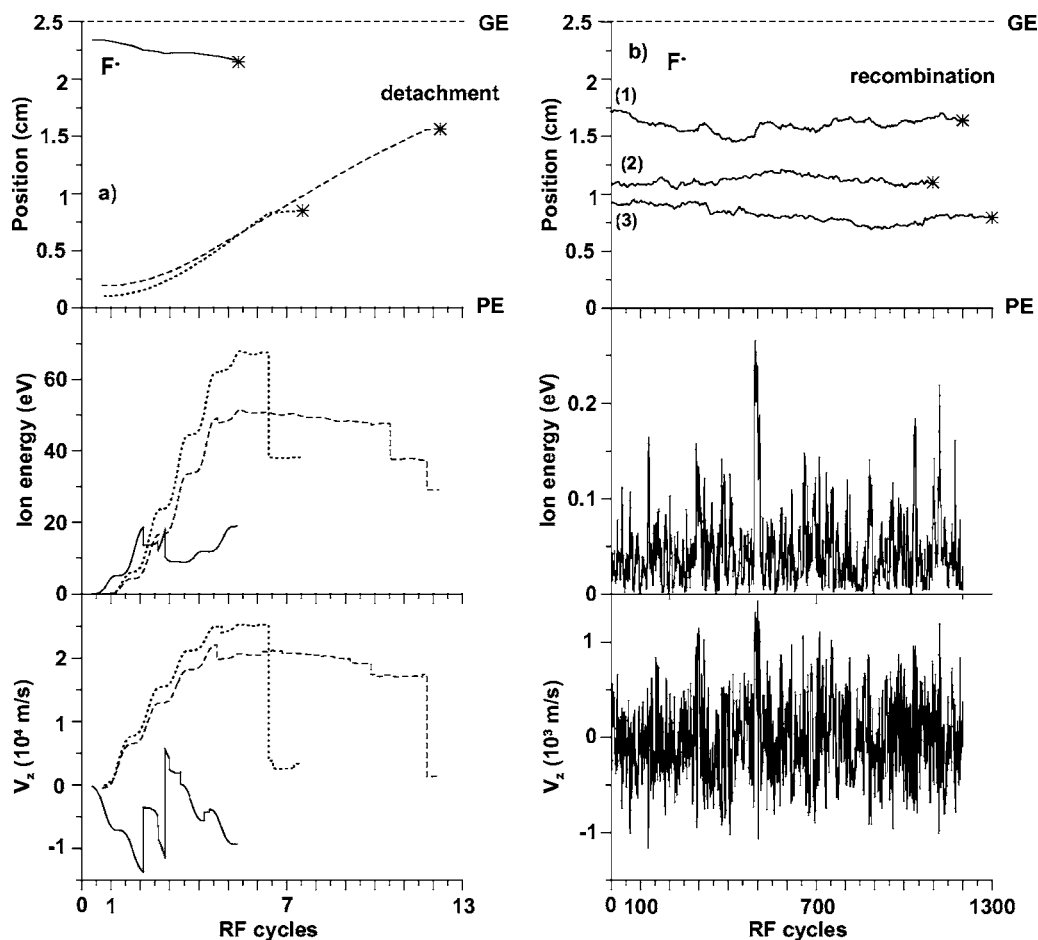 2.5
GE
F-
2
detachment
1.5
Position (cm)
a)
1
0.5
0
PE
60
Ion energy (eV)
40
20
0
2
Vz (10⁴ m/s)
1
0
-1
0 1 7 13
RF cycles
2.5
GE
b) F-
2
recombination
(1)
1.5
Position (cm)
(2)
1
(3)
0.5
0
PE
0.2
Ion energy (eV)
0.1
0
1
Vz (10³ m/s)
0
-1
0 100 700 1300
RF cycles